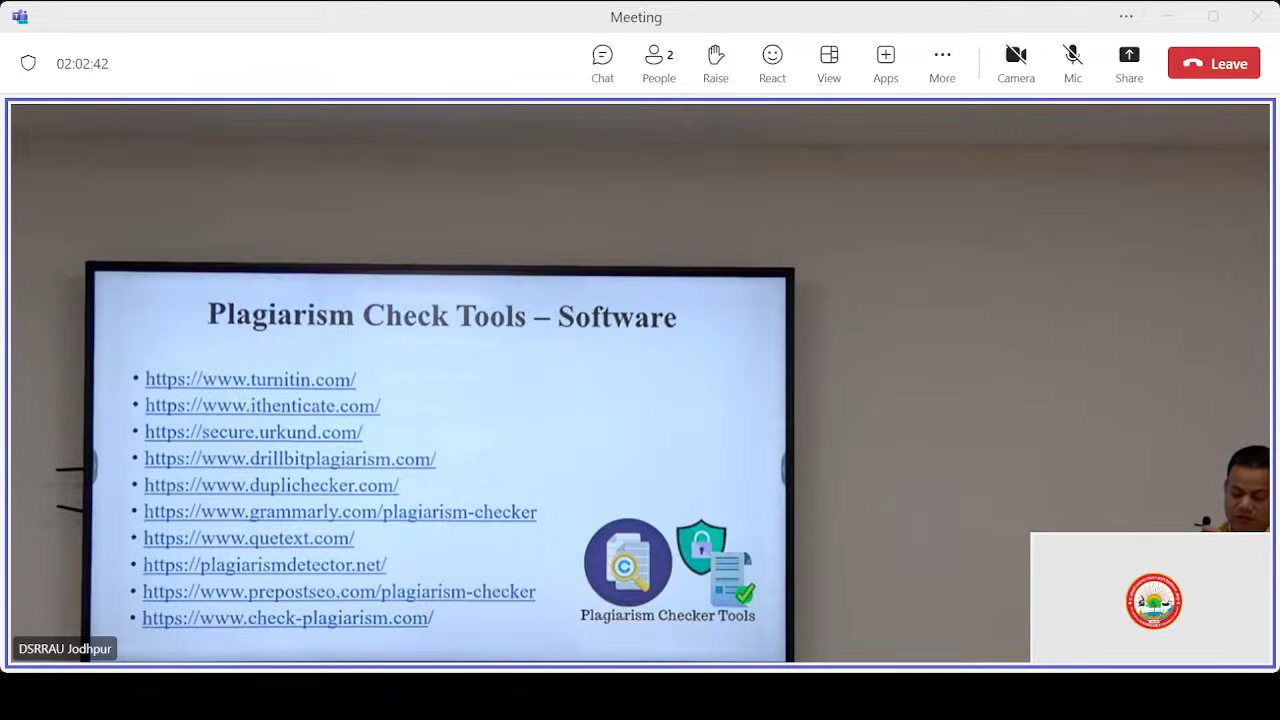 Meeting
02:02:42
Chat
People
2
Raise
React
View
Apps
More
Camera
Mic
Share
Leave
Plagiarism Check Tools – Software
• https://www.turnitin.com/
• https://www.ithenticate.com/
• https://secure.urkund.com/
• https://www.drillbitplagiarism.com/
• https://www.duplichecker.com/
• https://www.grammarly.com/plagiarism-checker
• https://www.quetext.com/
• https://plagiarismdetector.net/
• https://www.prepostseo.com/plagiarism-checker
• https://www.check-plagiarism.com/
C
Plagiarism Checker Tools
DSRRAU Jodhpur